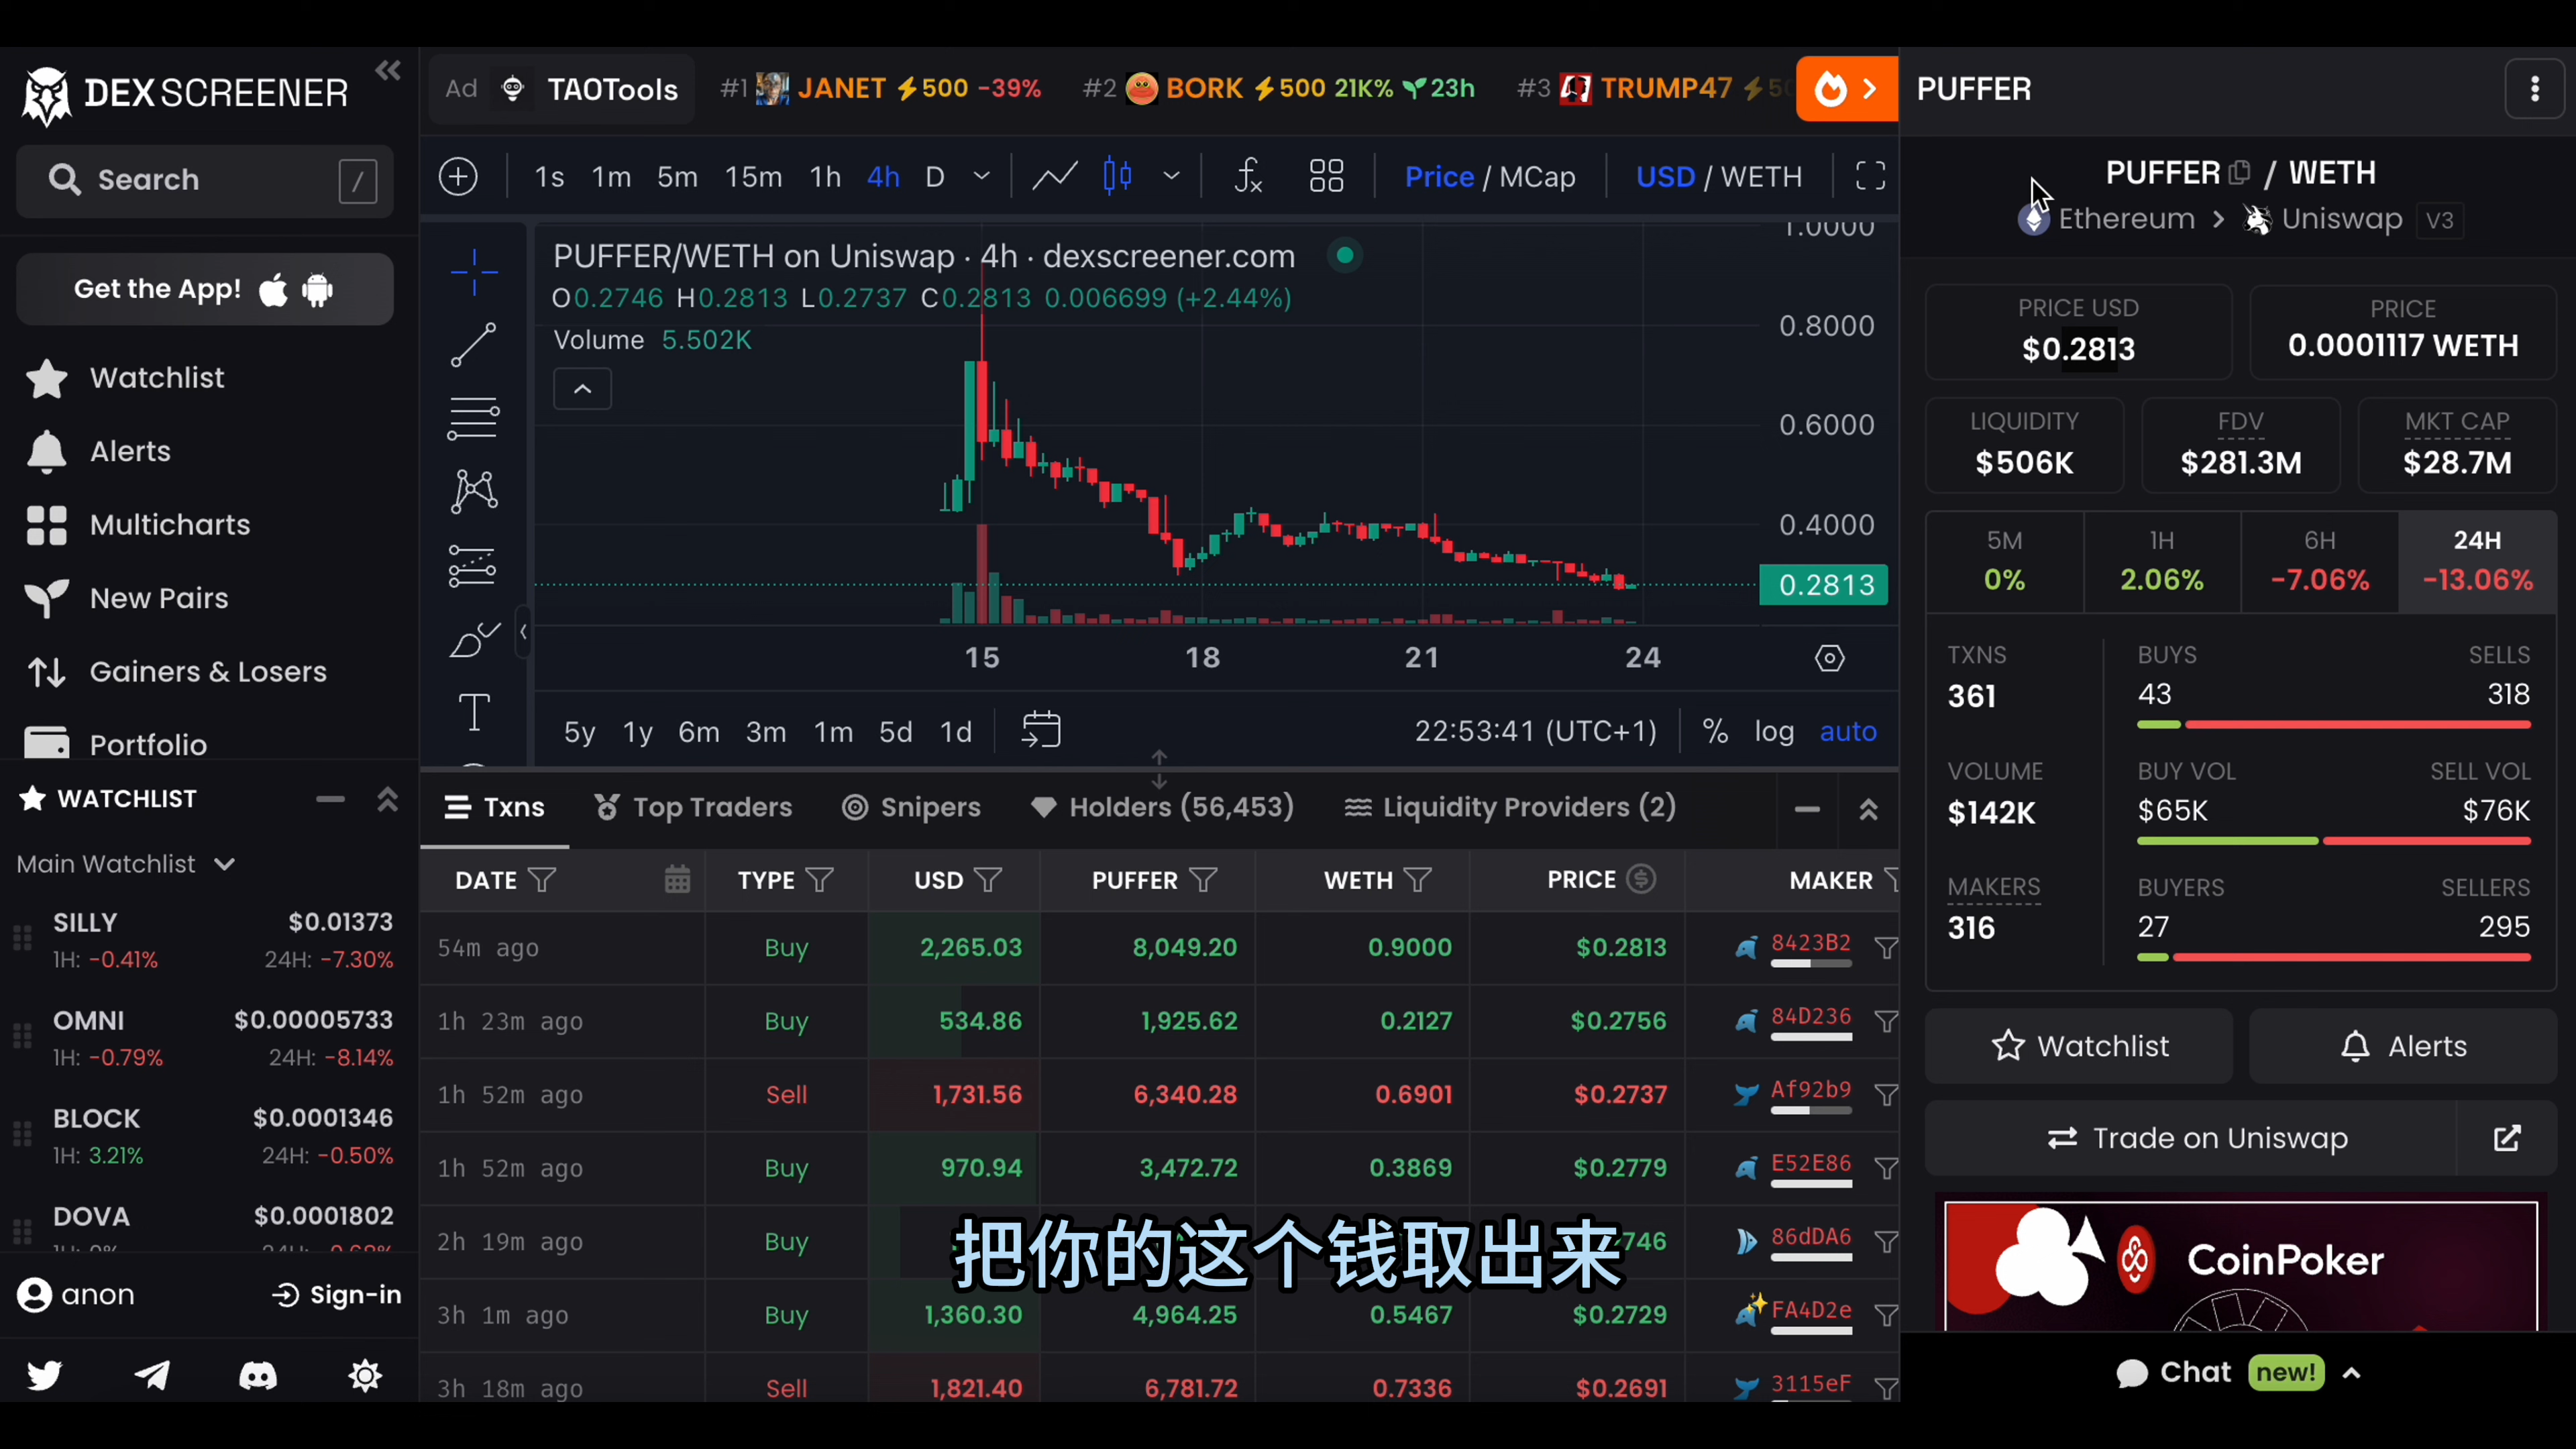 DEX SCREENER
Search /
Get the App!
Watchlist
Alerts
Multicharts
New Pairs
Gainers & Losers
Portfolio
WATCHLIST
Main Watchlist
SILLY $0.01373
1H: -0.41% 24H: -7.30%
OMNI $0.00005733
1H: -0.79% 24H: -8.14%
BLOCK $0.0001346
1H: 3.21% 24H: -0.50%
DOVA $0.0001802
anon Sign-in
Ad TAOTools #1 JANET 500 -39% #2 BORK 500 21K% 23h #3 TRUMP47
1s 1m 5m 15m 1h 4h D Price / MCap USD / WETH
PUFFER/WETH on Uniswap · 4h · dexscreener.com
O0.2746 H0.2813 L0.2737 C0.2813 0.006699 (+2.44%)
Volume 5.502K
1.0000
0.8000
0.6000
0.4000
0.2813
15 18 21 24
5y 1y 6m 3m 1m 5d 1d 22:53:41 (UTC+1) % log auto
Txns Top Traders Snipers Holders (56,453) Liquidity Providers (2)
DATE TYPE USD PUFFER WETH PRICE MAKER
54m ago Buy 2,265.03 8,049.20 0.9000 $0.2813 8423B2
1h 23m ago Buy 534.86 1,925.62 0.2127 $0.2756 84D236
1h 52m ago Sell 1,731.56 6,340.28 0.6901 $0.2737 Af92b9
1h 52m ago Buy 970.94 3,472.72 0.3869 $0.2779 E52E86
2h 19m ago Buy 746 86dDA6
3h 1m ago Buy 1,360.30 4,964.25 0.5467 $0.2729 FA4D2e
3h 18m ago Sell 1,821.40 6,781.72 0.7336 $0.2691 3115eF
把你的这个钱取出来
PUFFER
PUFFER / WETH
Ethereum > Uniswap V3
PRICE USD PRICE
$0.2813 0.0001117 WETH
LIQUIDITY FDV MKT CAP
$506K $281.3M $28.7M
5M 1H 6H 24H
0% 2.06% -7.06% -13.06%
TXNS BUYS SELLS
361 43 318
VOLUME BUY VOL SELL VOL
$142K $65K $76K
MAKERS BUYERS SELLERS
316 27 295
Watchlist Alerts
Trade on Uniswap
CoinPoker
Chat new!